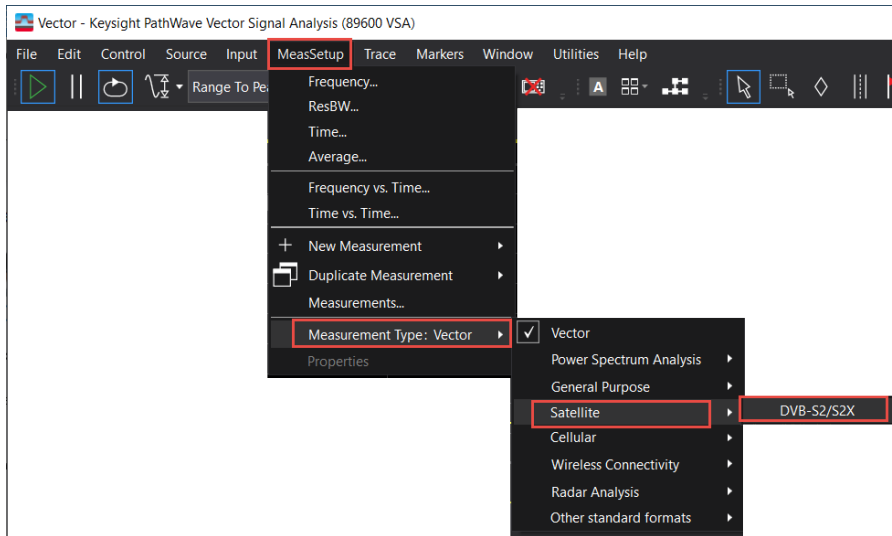 Vector - Keysight PathWave Vector Signal Analysis (89600 VSA)
File Edit Control Source Input MeasSetup Trace Markers Window Utilities Help
Range To Pe
A
Frequency...
ResBW...
Time...
Average...
Frequency vs. Time...
Time vs. Time...
New Measurement
Duplicate Measurement
Measurements...
Measurement Type: Vector
Properties
Vector
Power Spectrum Analysis
General Purpose
Satellite
DVB-S2/S2X
Cellular
Wireless Connectivity
Radar Analysis
Other standard formats